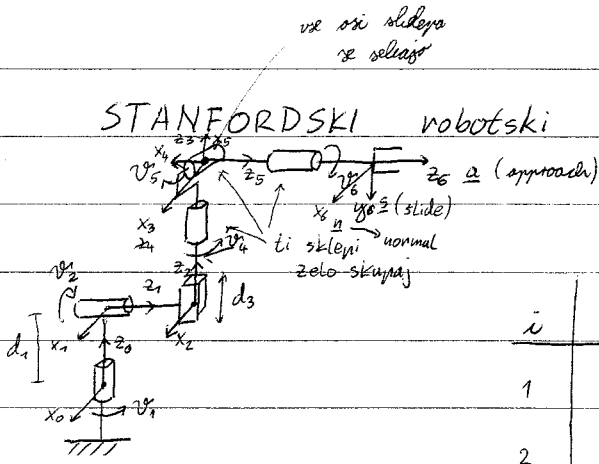 vse osi sklepa
se sekajo
STANFORDSKI robotski
z3 x5
x4
ϑ5
z5
ϑ6
z6 a (approach)
x3
z4
x6
y6 s (slide)
n → normal
ϑ4
ti sklepi
zelo skupaj
ϑ2
z1
z2
d3
x1
x2
d1
z0
i
x0
ϑ1
1
2